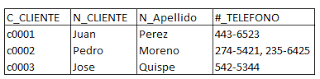 C_CLIENTE N_CLIENTE N_Apellido #_TELEFONO
c0001 Juan Perez 443-6523
c0002 Pedro Moreno 274-5421, 235-6425
c0003 Jose Quispe 542-5344